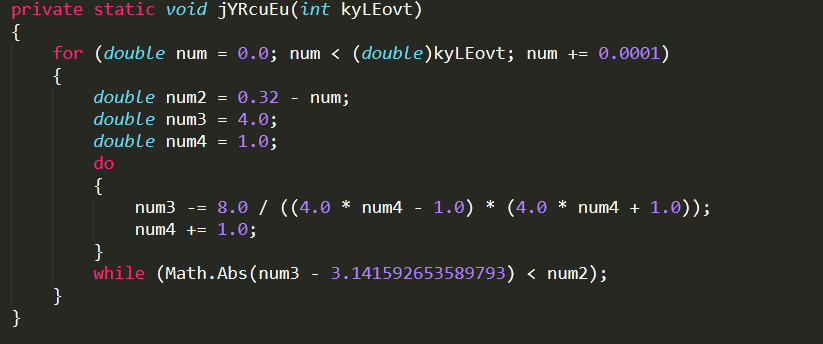 private static void jYRcuEu(int kyLEovt)
{
    for (double num = 0.0; num < (double)kyLEovt; num += 0.0001)
    {
        double num2 = 0.32 - num;
        double num3 = 4.0;
        double num4 = 1.0;
        do
        {
            num3 -= 8.0 / ((4.0 * num4 - 1.0) * (4.0 * num4 + 1.0));
            num4 += 1.0;
        }
        while (Math.Abs(num3 - 3.141592653589793) < num2);
    }
}